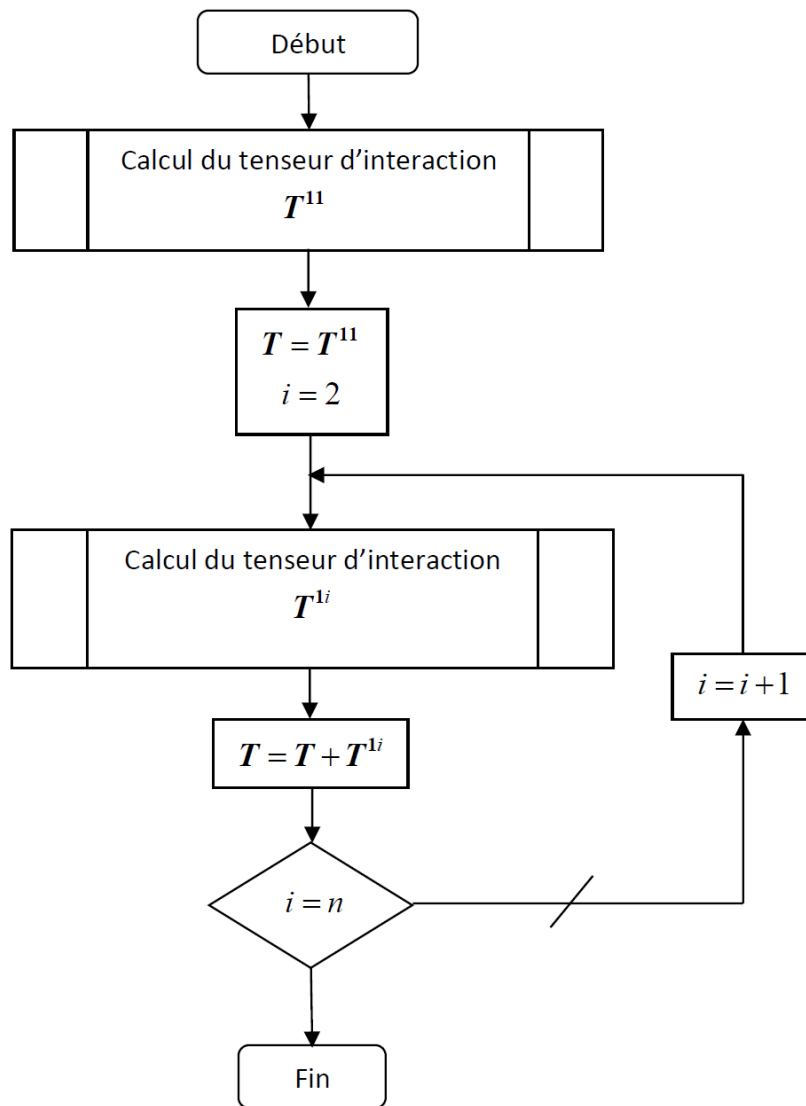 Début
Calcul du tenseur d’interaction
T¹¹
T = T¹¹
i = 2
Calcul du tenseur d’interaction
T¹ⁱ
i = i + 1
T = T + T¹ⁱ
i = n
Fin